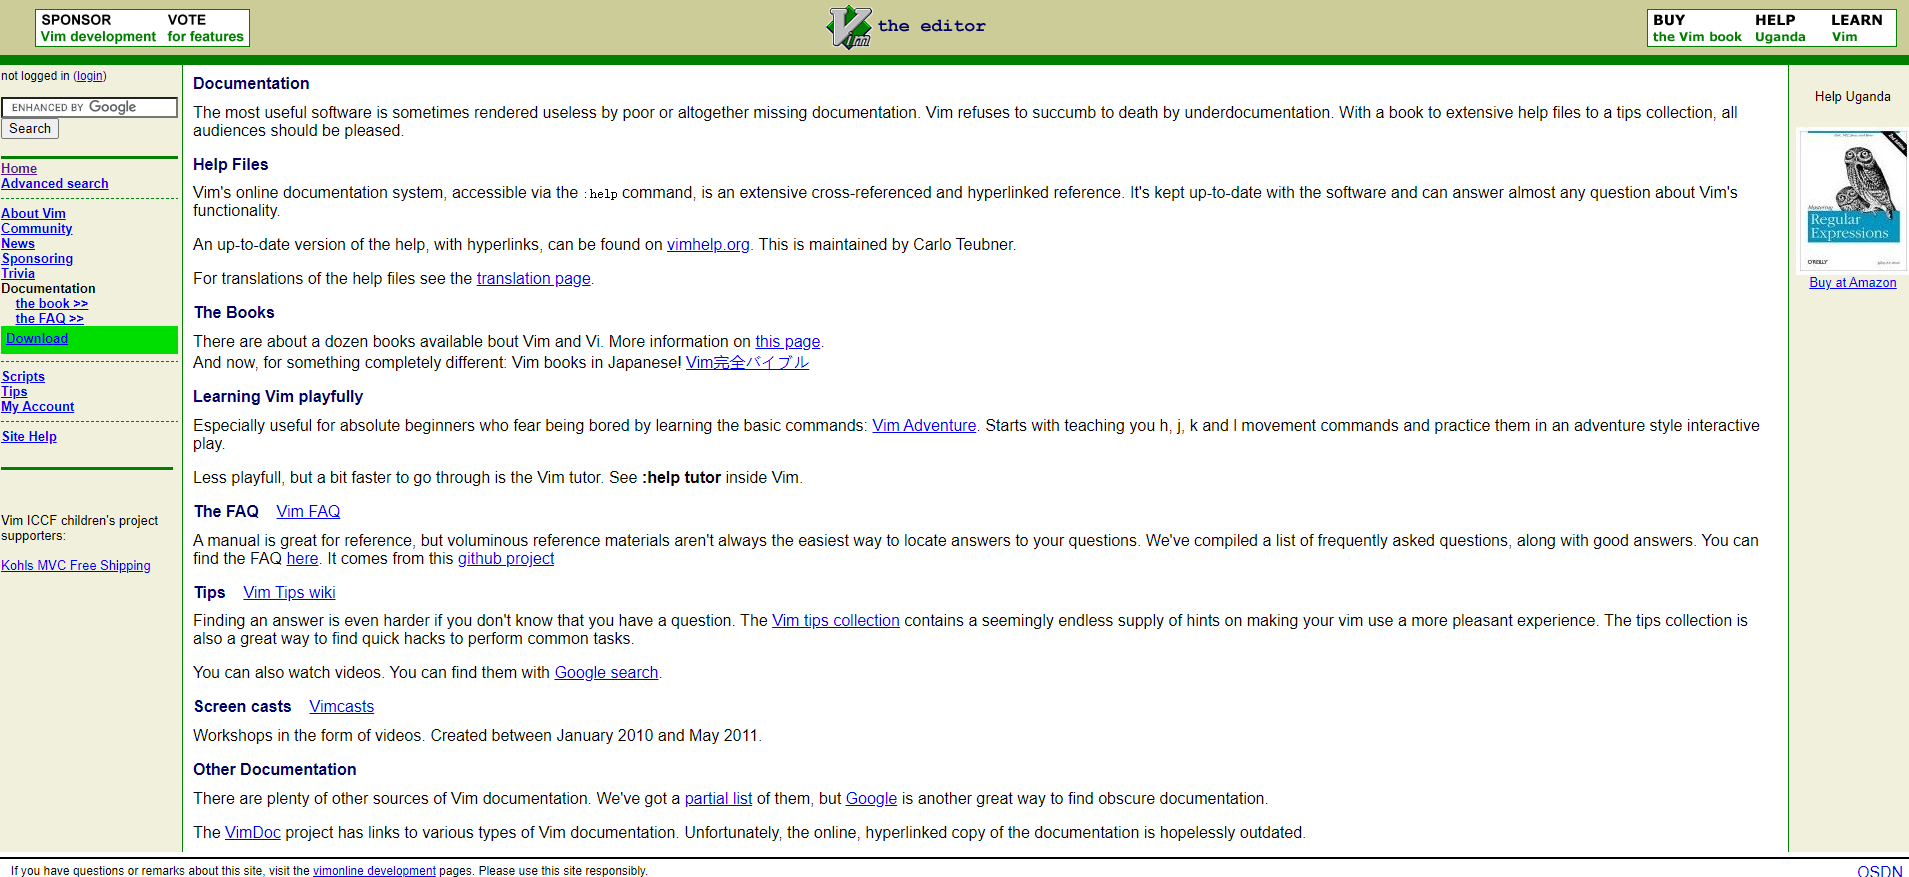 SPONSOR VOTE
Vim development for features
Vim the editor
BUY HELP LEARN
the Vim book Uganda Vim
not logged in (login)
ENHANCED BY Google
Search
Home
Advanced search
About Vim
Community
News
Sponsoring
Trivia
Documentation
the book >>
the FAQ >>
Download
Scripts
Tips
My Account
Site Help
Vim ICCF children's project
supporters:
Kohls MVC Free Shipping
Documentation
The most useful software is sometimes rendered useless by poor or altogether missing documentation. Vim refuses to succumb to death by underdocumentation. With a book to extensive help files to a tips collection, all
audiences should be pleased.
Help Files
Vim's online documentation system, accessible via the :help command, is an extensive cross-referenced and hyperlinked reference. It's kept up-to-date with the software and can answer almost any question about Vim's
functionality.
An up-to-date version of the help, with hyperlinks, can be found on vimhelp.org. This is maintained by Carlo Teubner.
For translations of the help files see the translation page.
The Books
There are about a dozen books available bout Vim and Vi. More information on this page.
And now, for something completely different: Vim books in Japanese! Vim完全バイブル
Learning Vim playfully
Especially useful for absolute beginners who fear being bored by learning the basic commands: Vim Adventure. Starts with teaching you h, j, k and l movement commands and practice them in an adventure style interactive
play.
Less playfull, but a bit faster to go through is the Vim tutor. See :help tutor inside Vim.
The FAQ Vim FAQ
A manual is great for reference, but voluminous reference materials aren't always the easiest way to locate answers to your questions. We've compiled a list of frequently asked questions, along with good answers. You can
find the FAQ here. It comes from this github project
Tips Vim Tips wiki
Finding an answer is even harder if you don't know that you have a question. The Vim tips collection contains a seemingly endless supply of hints on making your vim use a more pleasant experience. The tips collection is
also a great way to find quick hacks to perform common tasks.
You can also watch videos. You can find them with Google search.
Screen casts Vimcasts
Workshops in the form of videos. Created between January 2010 and May 2011.
Other Documentation
There are plenty of other sources of Vim documentation. We've got a partial list of them, but Google is another great way to find obscure documentation.
The VimDoc project has links to various types of Vim documentation. Unfortunately, the online, hyperlinked copy of the documentation is hopelessly outdated.
Help Uganda
Mastering
Regular
Expressions
O'REILLY
Buy at Amazon
If you have questions or remarks about this site, visit the vimonline development pages. Please use this site responsibly.
OSDN